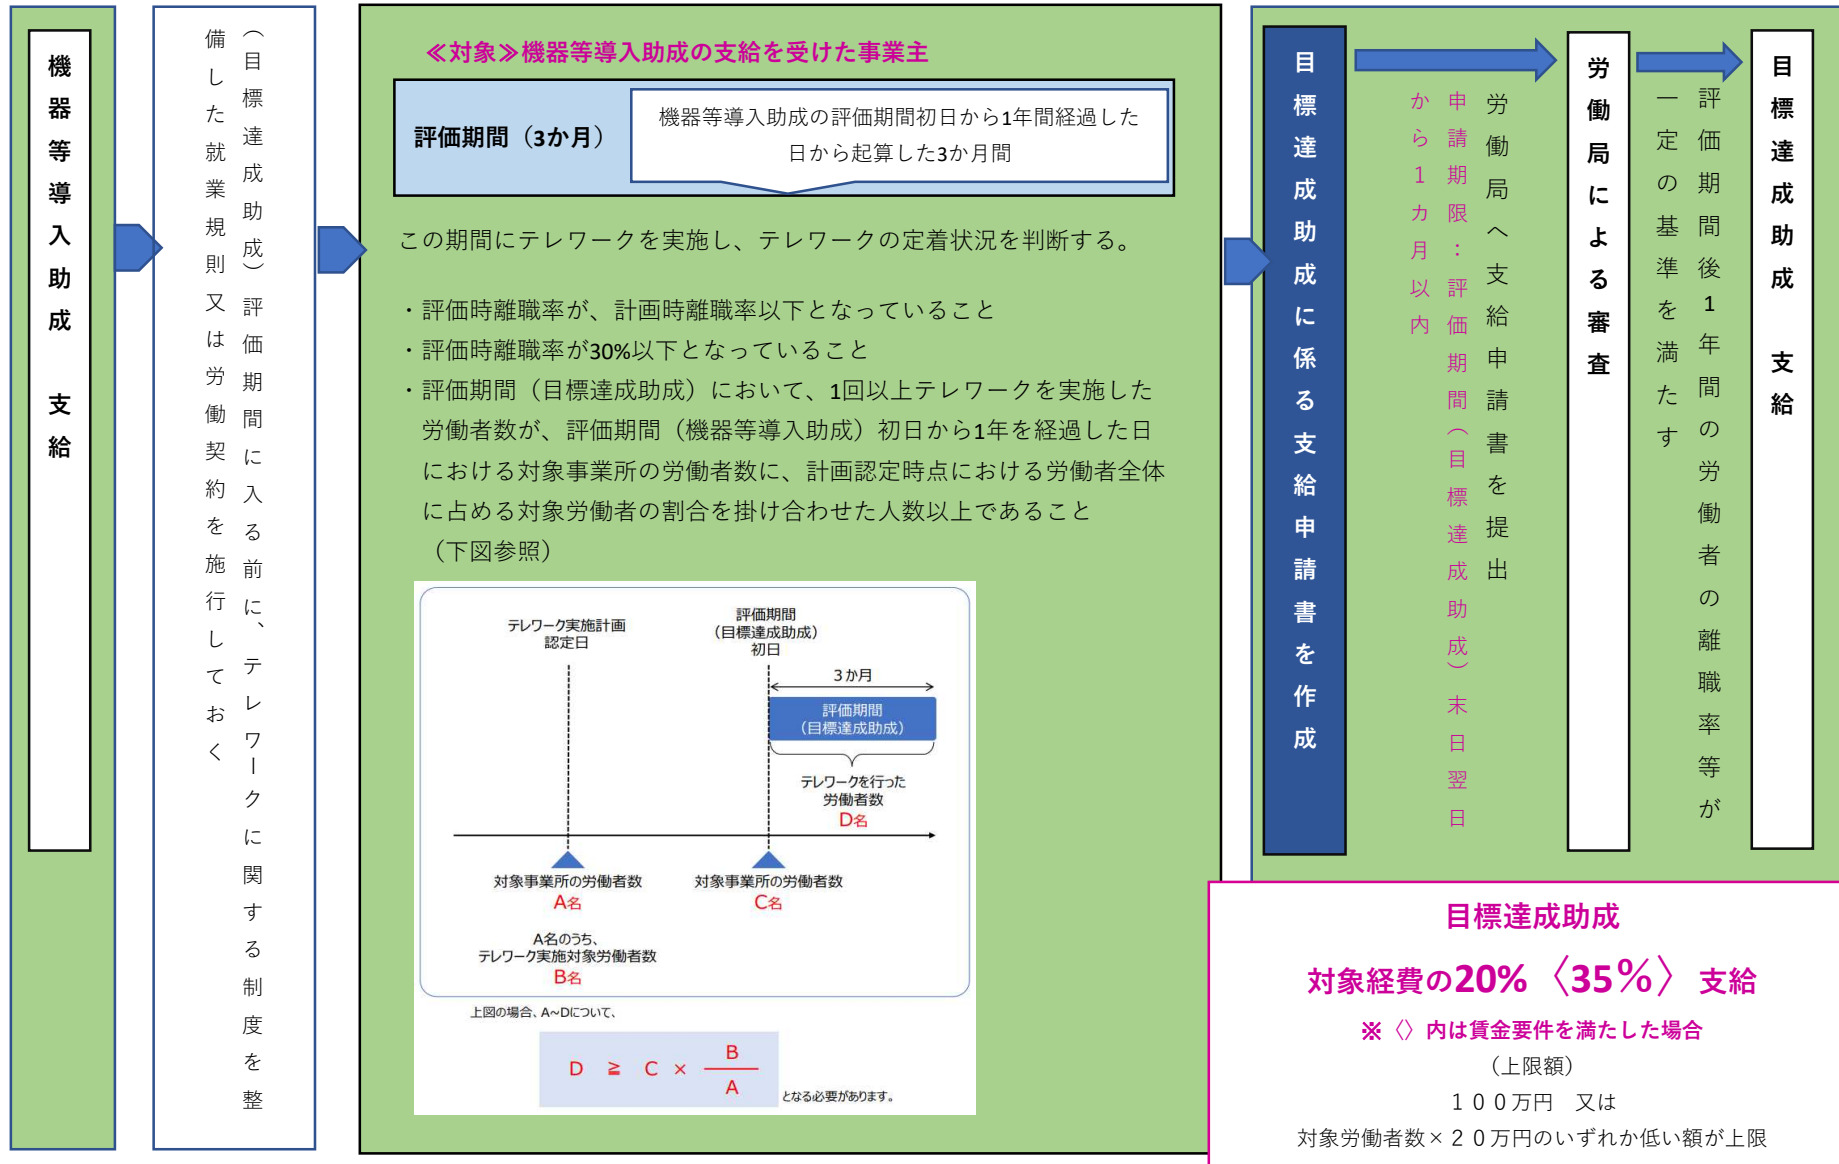 機器等導入助成　支給
（目標達成助成）評価期間に入る前に、テレワークに関する制度を整
備した就業規則又は労働契約を施行しておく
≪対象≫機器等導入助成の支給を受けた事業主
評価期間（3か月）
機器等導入助成の評価期間初日から1年間経過した
日から起算した3か月間
この期間にテレワークを実施し、テレワークの定着状況を判断する。
・評価時離職率が、計画時離職率以下となっていること
・評価時離職率が30%以下となっていること
・評価期間（目標達成助成）において、1回以上テレワークを実施した
労働者数が、評価期間（機器等導入助成）初日から1年を経過した日
における対象事業所の労働者数に、計画認定時点における労働者全体
に占める対象労働者の割合を掛け合わせた人数以上であること
（下図参照）
テレワーク実施計画
認定日
評価期間
(目標達成助成)
初日
3か月
評価期間
(目標達成助成)
テレワークを行った
労働者数
D名
対象事業所の労働者数
A名
対象事業所の労働者数
C名
A名のうち、
テレワーク実施対象労働者数
B名
上図の場合、A~Dについて、
D ≧ C × B
A
となる必要があります。
目標達成助成に係る支給申請書を作成
労働局へ支給申請書を提出
申請期限：評価期間（目標達成助成）末日翌日
から1カ月以内
労働局による審査
評価期間後1年間の労働者の離職率等が
一定の基準を満たす
目標達成助成　支給
目標達成助成
対象経費の20%〈35％〉支給
※〈〉内は賃金要件を満たした場合
（上限額）
１００万円　又は
対象労働者数×２０万円のいずれか低い額が上限